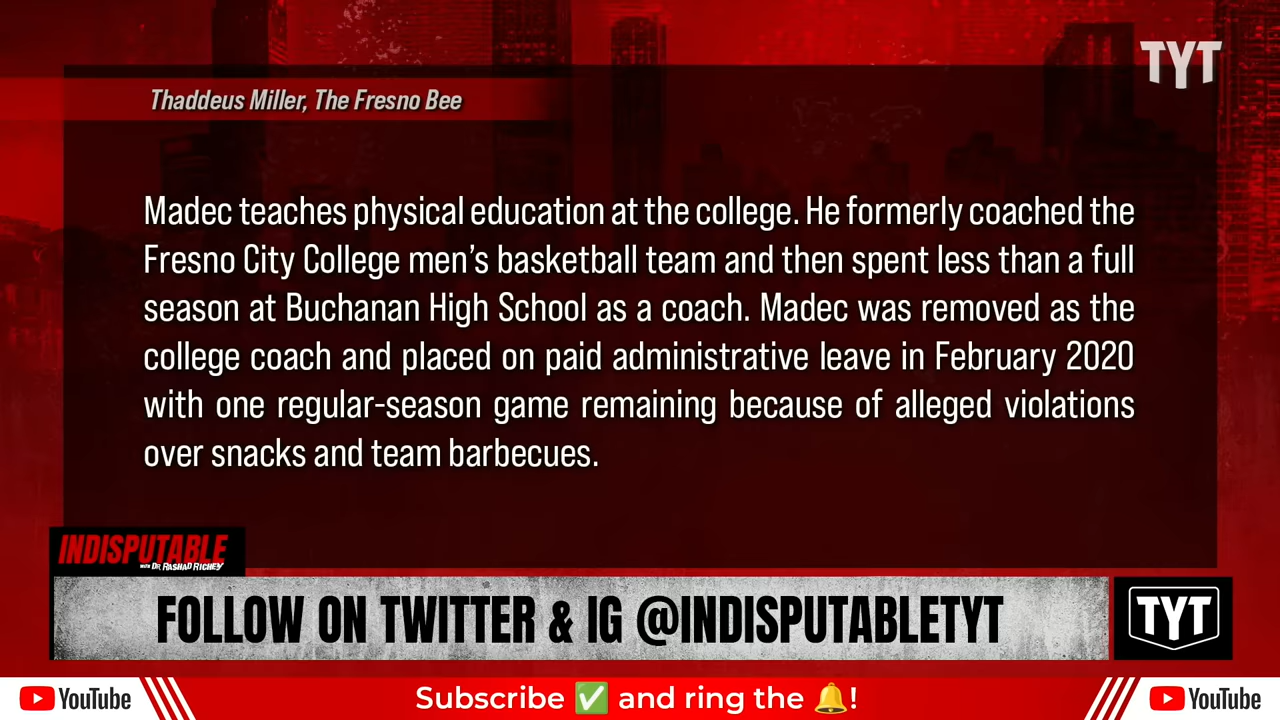 TYT
Thaddeus Miller, The Fresno Bee
Madec teaches physical education at the college. He formerly coached the
Fresno City College men’s basketball team and then spent less than a full
season at Buchanan High School as a coach. Madec was removed as the
college coach and placed on paid administrative leave in February 2020
with one regular-season game remaining because of alleged violations
over snacks and team barbecues.
INDISPUTABLE
WITH DR. RASHAD RICHEY
FOLLOW ON TWITTER & IG @INDISPUTABLETYT
TYT
YouTube
Subscribe ✅ and ring the 🔔!
YouTube